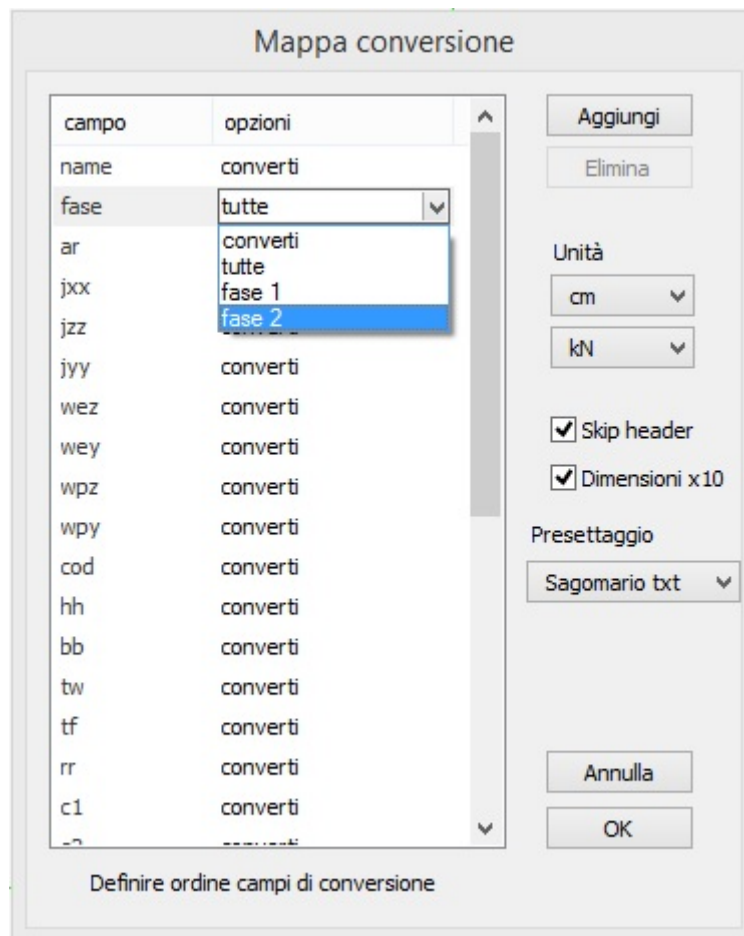 Mappa conversione
campo opzioni
name converti
fase tutte
converti
tutte
fase 1
fase 2
ar
jxx
jzz
jyy converti
wez converti
wey converti
wpz converti
wpy converti
cod converti
hh converti
bb converti
tw converti
tf converti
rr converti
c1 converti
Aggiungi
Elimina
Unità
cm
kN
Skip header
Dimensioni x10
Presettaggio
Sagomario txt
Annulla
OK
Definire ordine campi di conversione